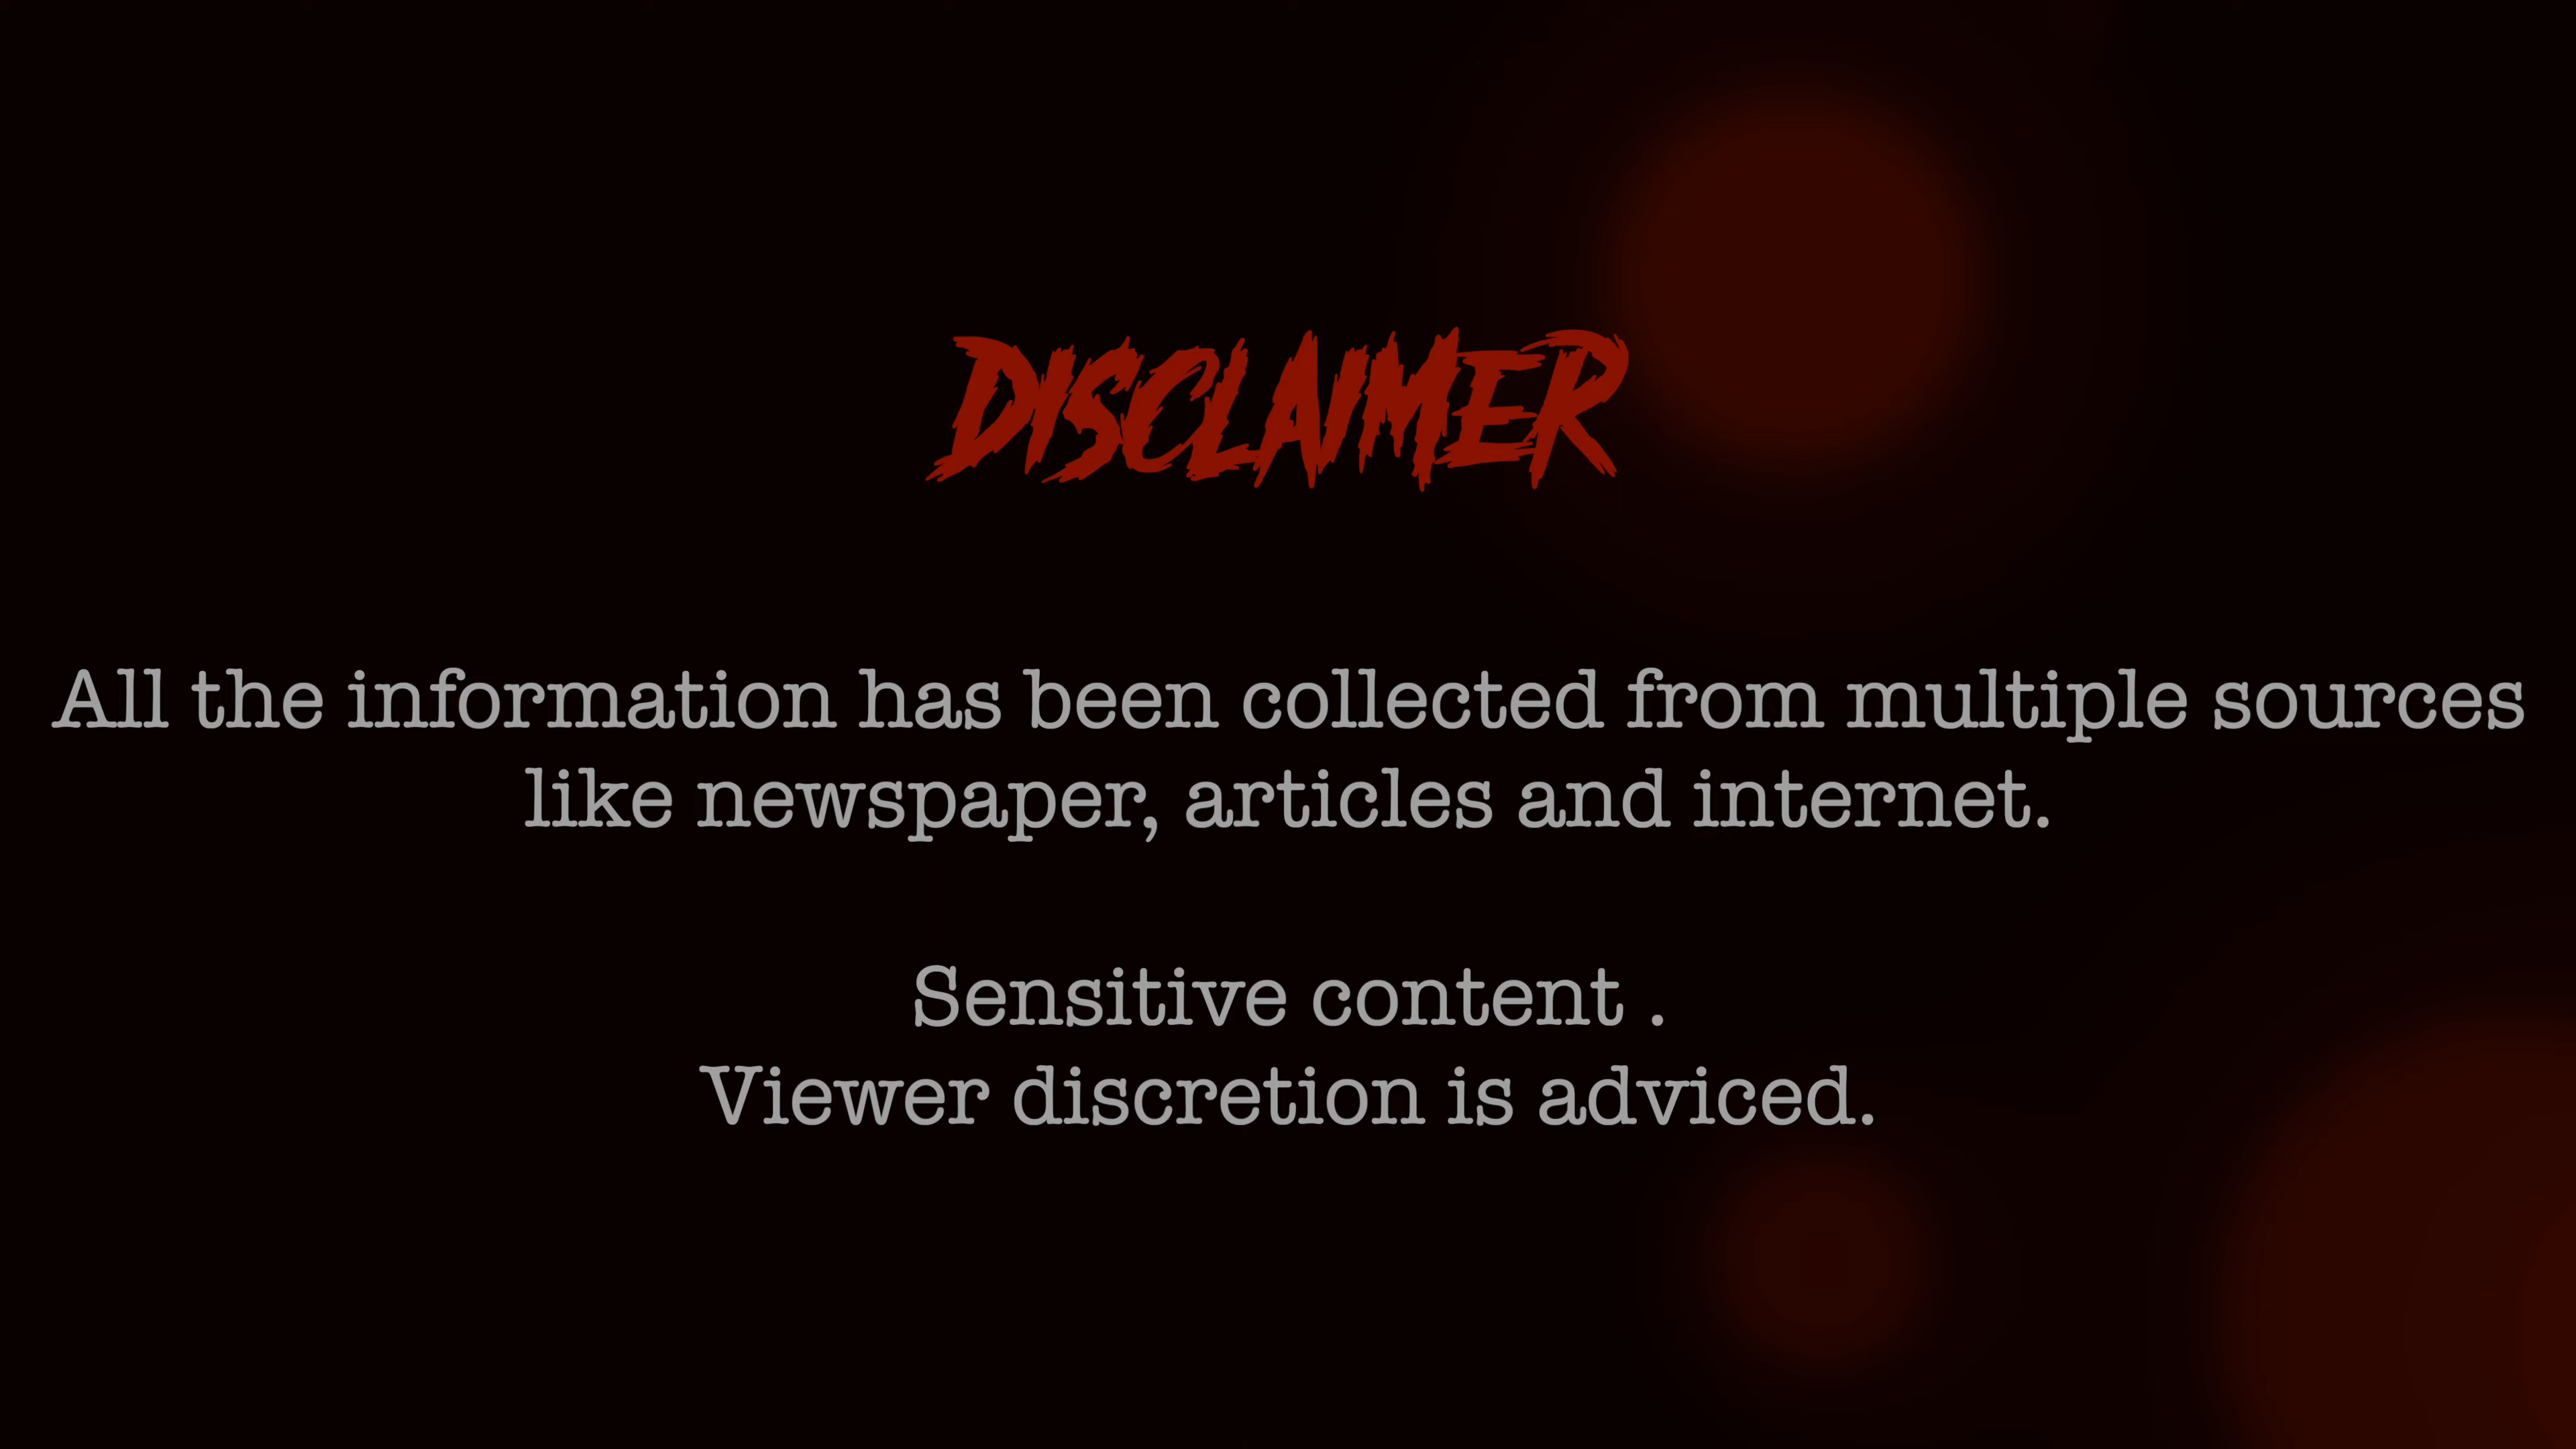 DISCLAIMER
All the information has been collected from multiple sources
like newspaper, articles and internet.
Sensitive content .
Viewer discretion is adviced.